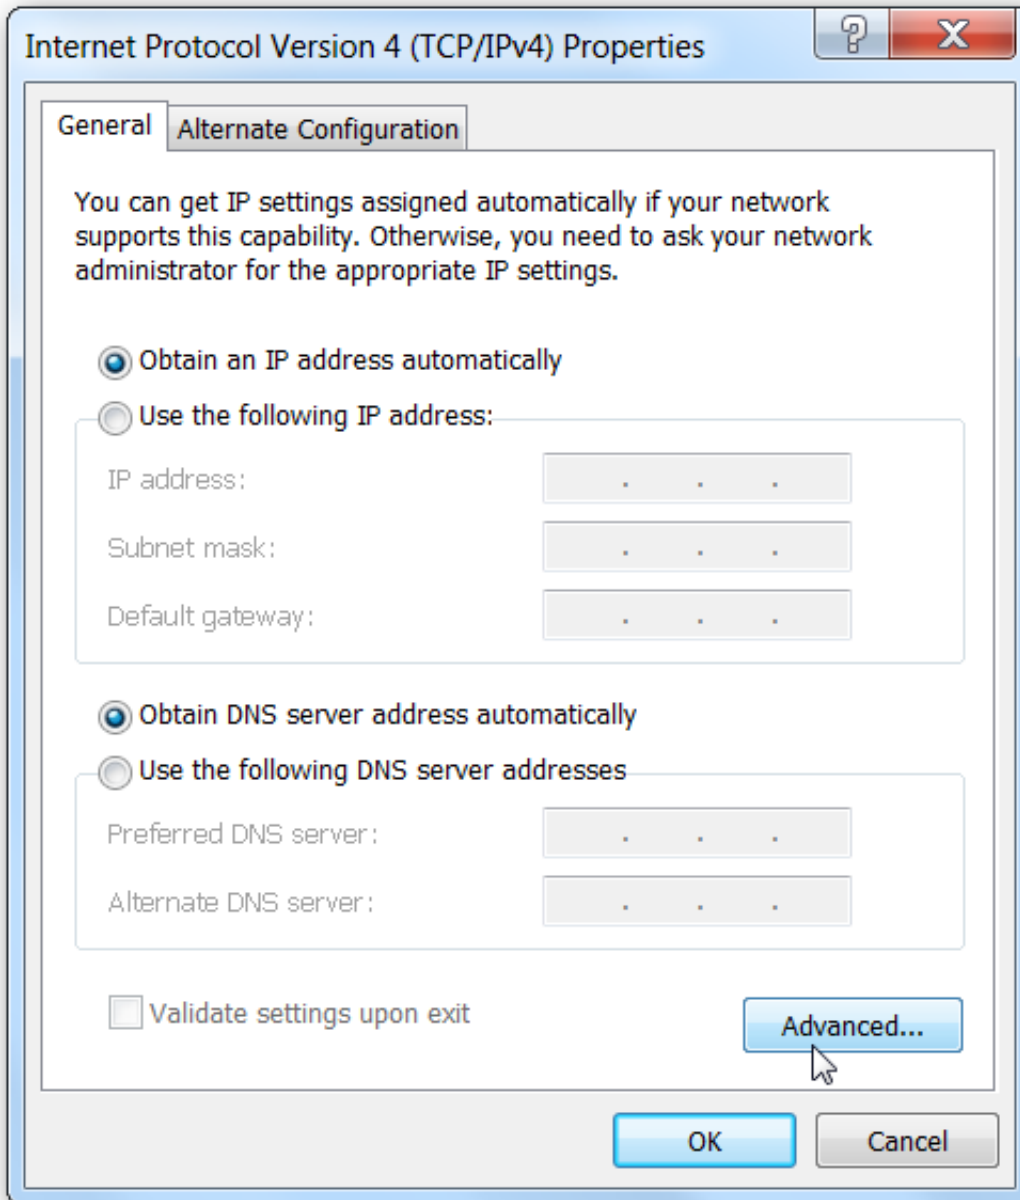 Internet Protocol Version 4 (TCP/IPv4) Properties
General
Alternate Configuration
You can get IP settings assigned automatically if your network
supports this capability. Otherwise, you need to ask your network
administrator for the appropriate IP settings.
Obtain an IP address automatically
Use the following IP address:
IP address:
Subnet mask:
Default gateway:
Obtain DNS server address automatically
Use the following DNS server addresses
Preferred DNS server:
Alternate DNS server:
Validate settings upon exit
Advanced...
OK
Cancel